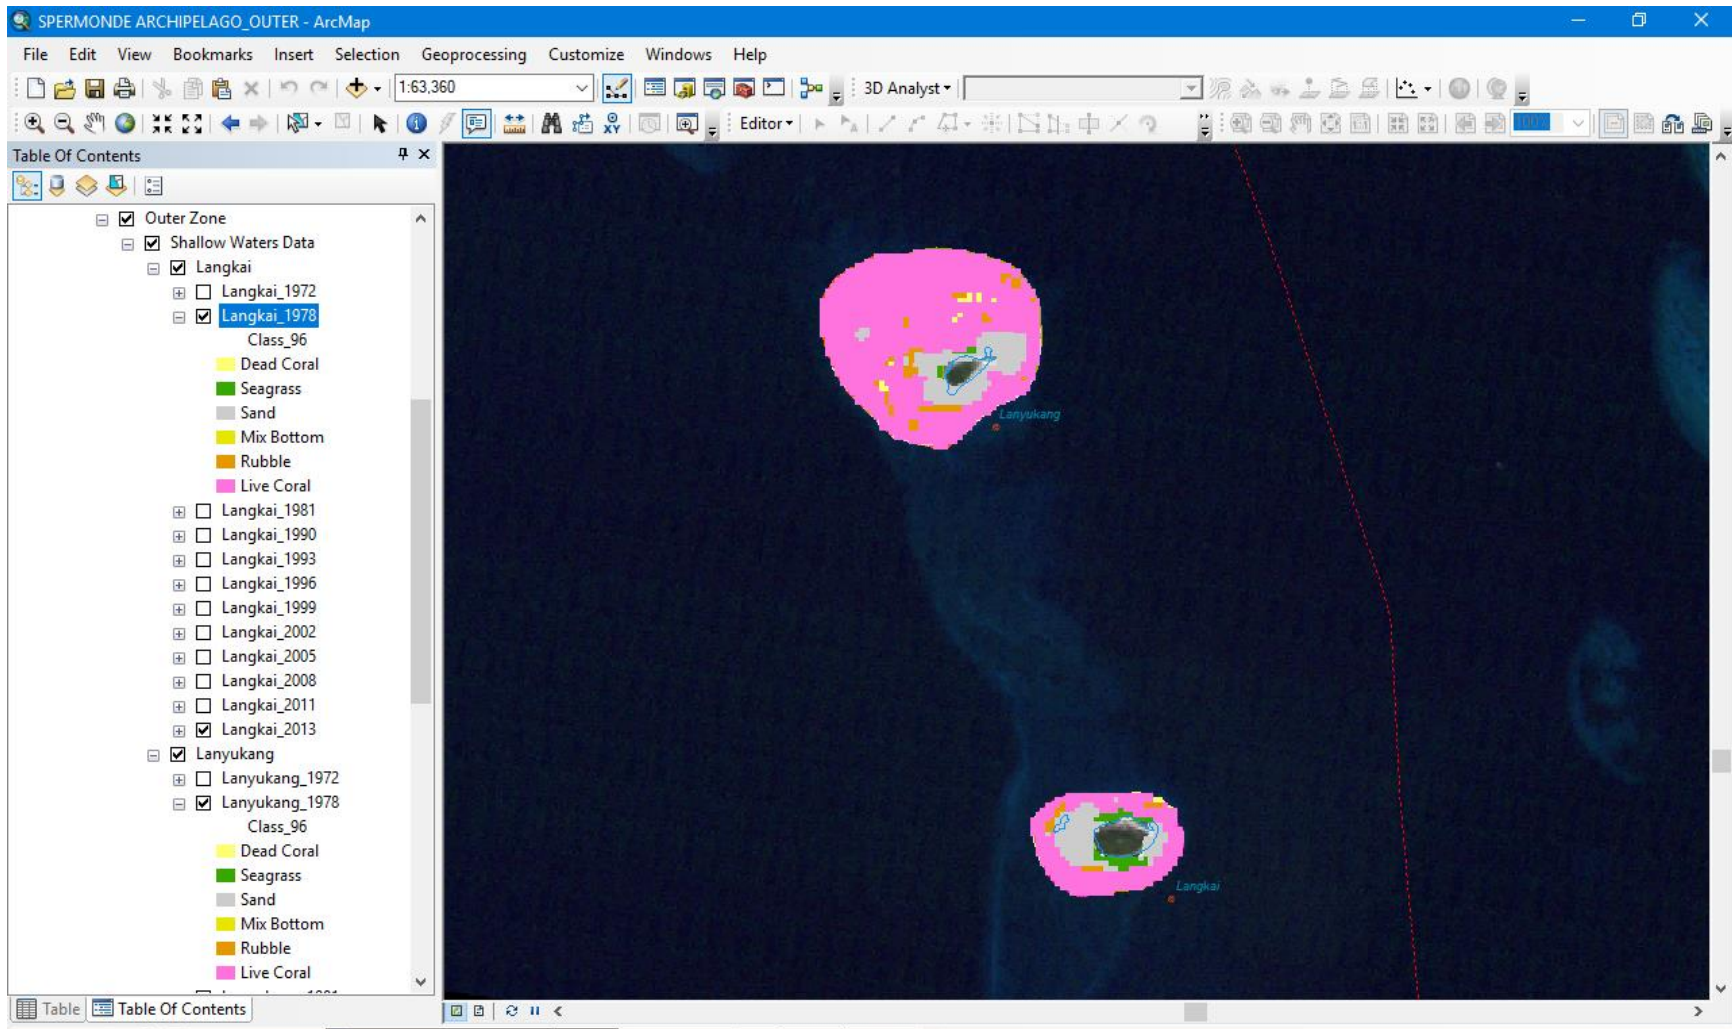 SPERMONDE ARCHIPELAGO_OUTER - ArcMap
File Edit View Bookmarks Insert Selection Geoprocessing Customize Windows Help
1:63,360
3D Analyst
Editor
100%
Table Of Contents
Outer Zone
Shallow Waters Data
Langkai
Langkai_1972
Langkai_1978
Class_96
Dead Coral
Seagrass
Sand
Mix Bottom
Rubble
Live Coral
Langkai_1981
Langkai_1990
Langkai_1993
Langkai_1996
Langkai_1999
Langkai_2002
Langkai_2005
Langkai_2008
Langkai_2011
Langkai_2013
Lanyukang
Lanyukang_1972
Lanyukang_1978
Class_96
Dead Coral
Seagrass
Sand
Mix Bottom
Rubble
Live Coral
Table
Table Of Contents
Lanyukang
Langkai